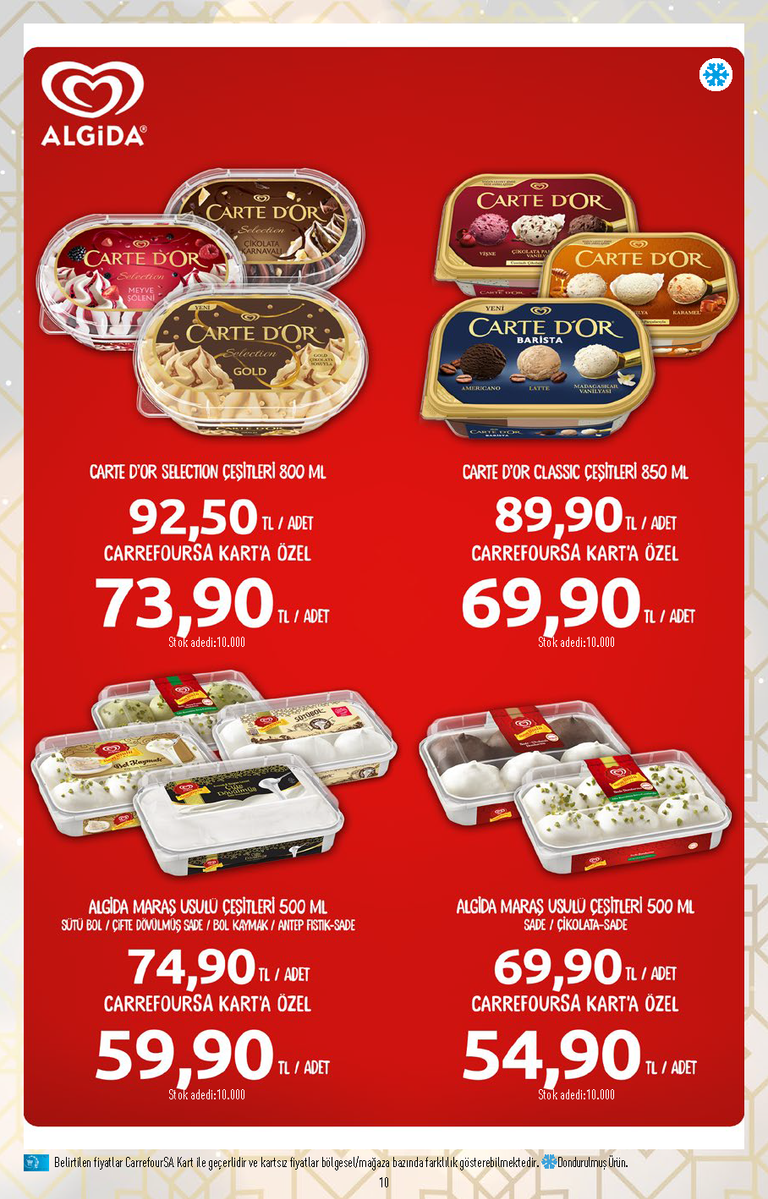 ALGiDA®
CARTE D'OR
Selection
ÇİKOLATA
KARNAVALI
CARTE D'OR
Selection
MEYVE
ŞÖLENİ
YENİ
CARTE D'OR
Selection
GOLD
CARTE D'OR
VİŞNE
CARTE D'OR
KARAMEL
YENİ
CARTE D'OR
BARİSTA
AMERICANO
LATTE
MADAGASKAR
VANİLYASI
CARTE D'OR SELECTION ÇEŞİTLERİ 800 ML
92,50 TL / ADET
CARREFOURSA KART'A ÖZEL
73,90 TL / ADET
Stok adedi:10.000
CARTE D'OR CLASSIC ÇEŞİTLERİ 850 ML
89,90 TL / ADET
CARREFOURSA KART'A ÖZEL
69,90 TL / ADET
Stok adedi:10.000
SÜTÜBOL
Bol Kaymak
Çifte
Dövülmüş
ALGİDA MARAŞ USULÜ ÇEŞİTLERİ 500 ML
SÜTÜ BOL / ÇİFTE DÖVÜLMÜŞ SADE / BOL KAYMAK / ANTEP FISTIK-SADE
74,90 TL / ADET
CARREFOURSA KART'A ÖZEL
59,90 TL / ADET
Stok adedi:10.000
ALGİDA MARAŞ USULÜ ÇEŞİTLERİ 500 ML
SADE / ÇİKOLATA-SADE
69,90 TL / ADET
CARREFOURSA KART'A ÖZEL
54,90 TL / ADET
Stok adedi:10.000
Belirtilen fiyatlar CarrefourSA Kart ile geçerlidir ve kartsız fiyatlar bölgesel/mağaza bazında farklılık gösterebilmektedir. Dondurulmuş Ürün.
10